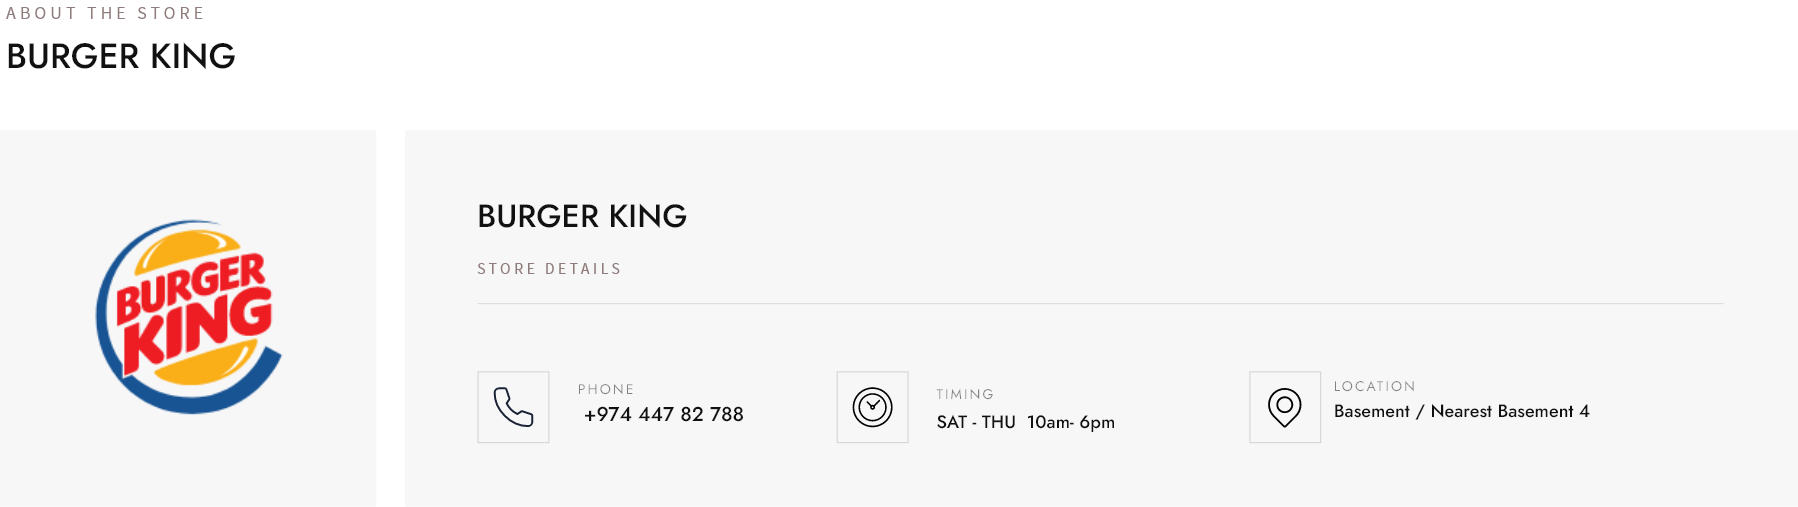 ABOUT THE STORE
BURGER KING
BURGER
KING
BURGER KING
STORE DETAILS
PHONE
+974 447 82 788
TIMING
SAT - THU  10am- 6pm
LOCATION
Basement / Nearest Basement 4